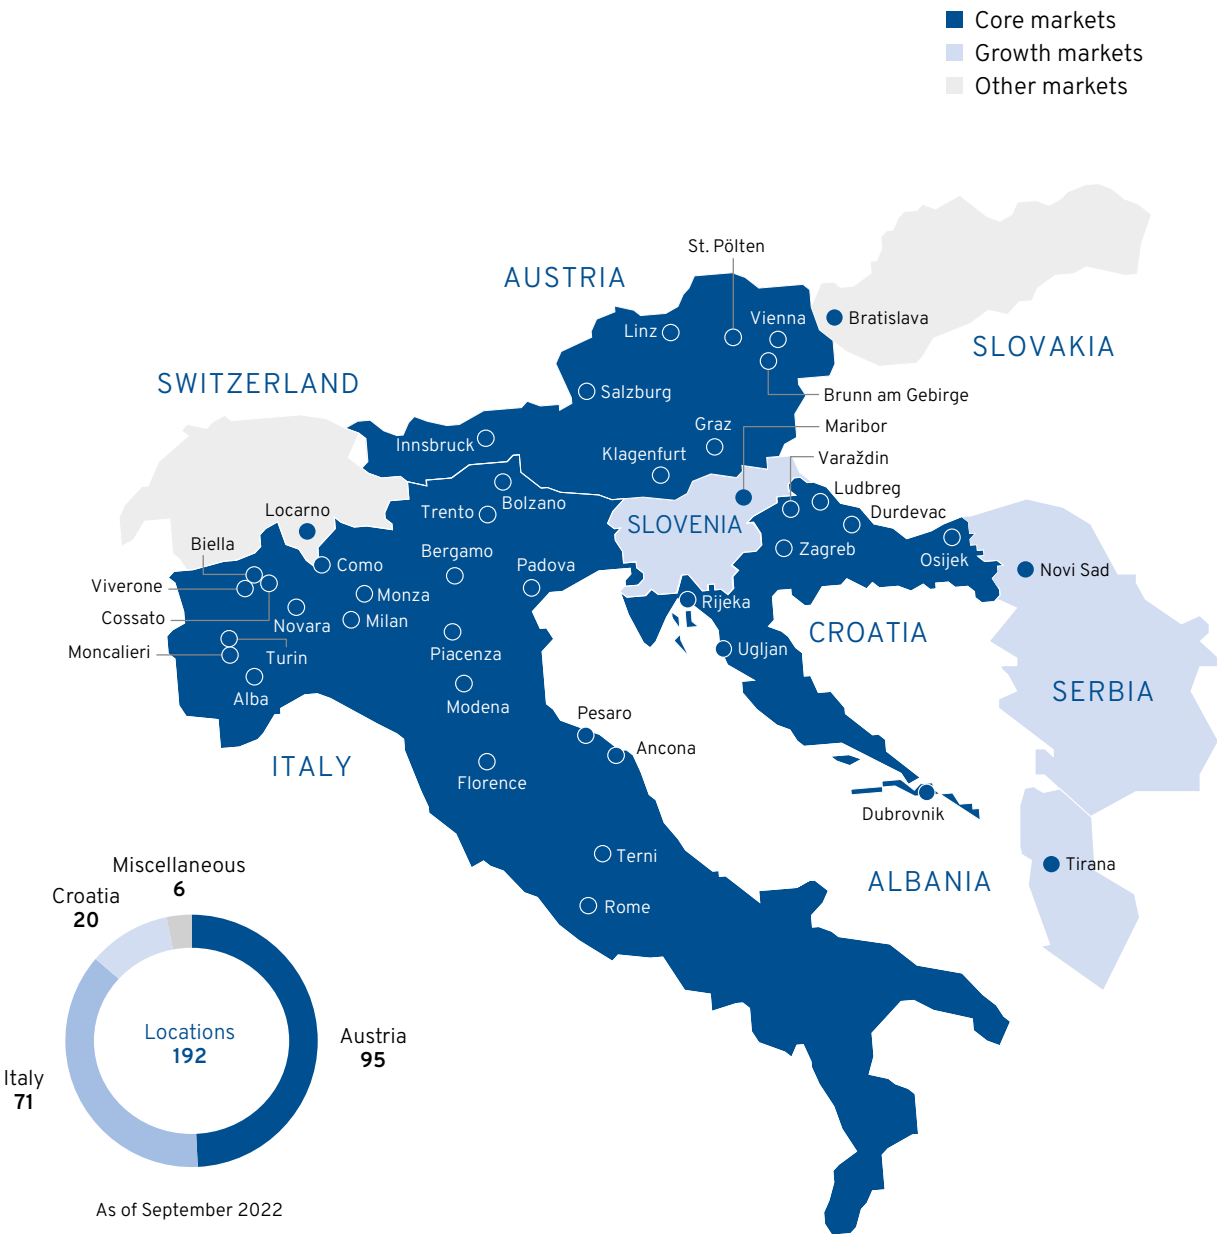 Core markets
Growth markets
Other markets
St. Pölten
AUSTRIA
Linz
Vienna
Bratislava
SLOVAKIA
SWITZERLAND
Salzburg
Brunn am Gebirge
Innsbruck
Graz
Maribor
Klagenfurt
Varaždin
Ludbreg
Durdevac
Bolzano
Trento
Locarno
SLOVENIA
Biella
Bergamo
Zagreb
Osijek
Como
Padova
Novi Sad
Viverone
Monza
Rijeka
Cossato
Novara
Milan
CROATIA
Moncalieri
Turin
Piacenza
Ugljan
Alba
Modena
SERBIA
Pesaro
Ancona
ITALY
Florence
Dubrovnik
Terni
Tirana
ALBANIA
Rome
Miscellaneous
6
Croatia
20
Locations
192
Austria
95
Italy
71
As of September 2022